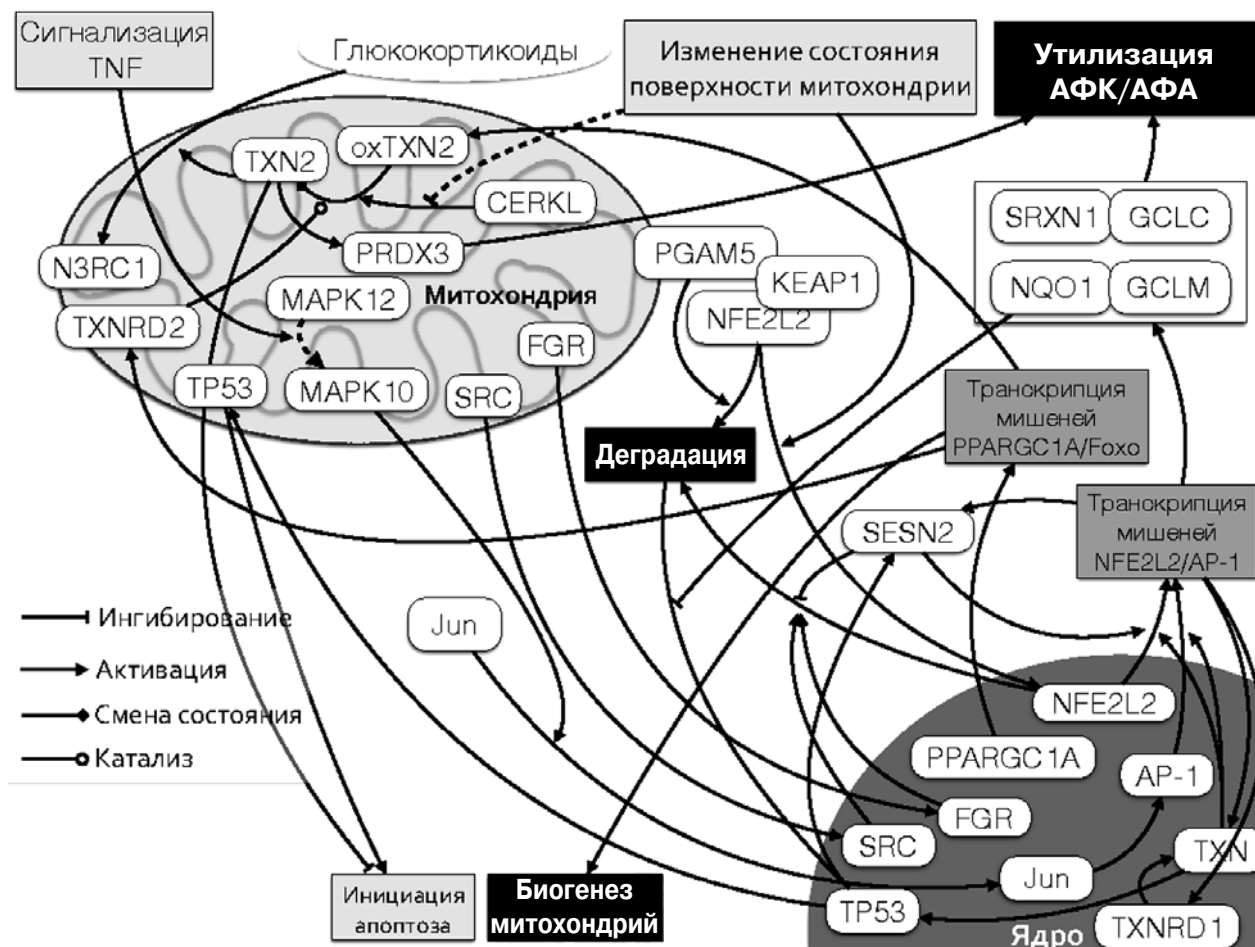 Сигнализация
TNF
Глюкокортикоиды
Изменение состояния
поверхности митохондрии
Утилизация
АФК/АФА
TXN2
oxTXN2
CERKL
SRXN1
GCLC
N3RC1
PRDX3
PGAM5
KEAP1
NQO1
GCLM
MAPK12
Митохондрия
TXNRD2
NFE2L2
FGR
TP53
MAPK10
SRC
Транскрипция
мишеней
PPARGC1A/Foxo
Деградация
Транскрипция
мишеней
NFE2L2/AP-1
SESN2
Ингибирование
Jun
Активация
Смена состояния
NFE2L2
Катализ
PPARGC1A
AP-1
FGR
SRC
TXN
Jun
Инициация
апоптоза
Биогенез
митохондрий
TP53
TXNRD1
Ядро